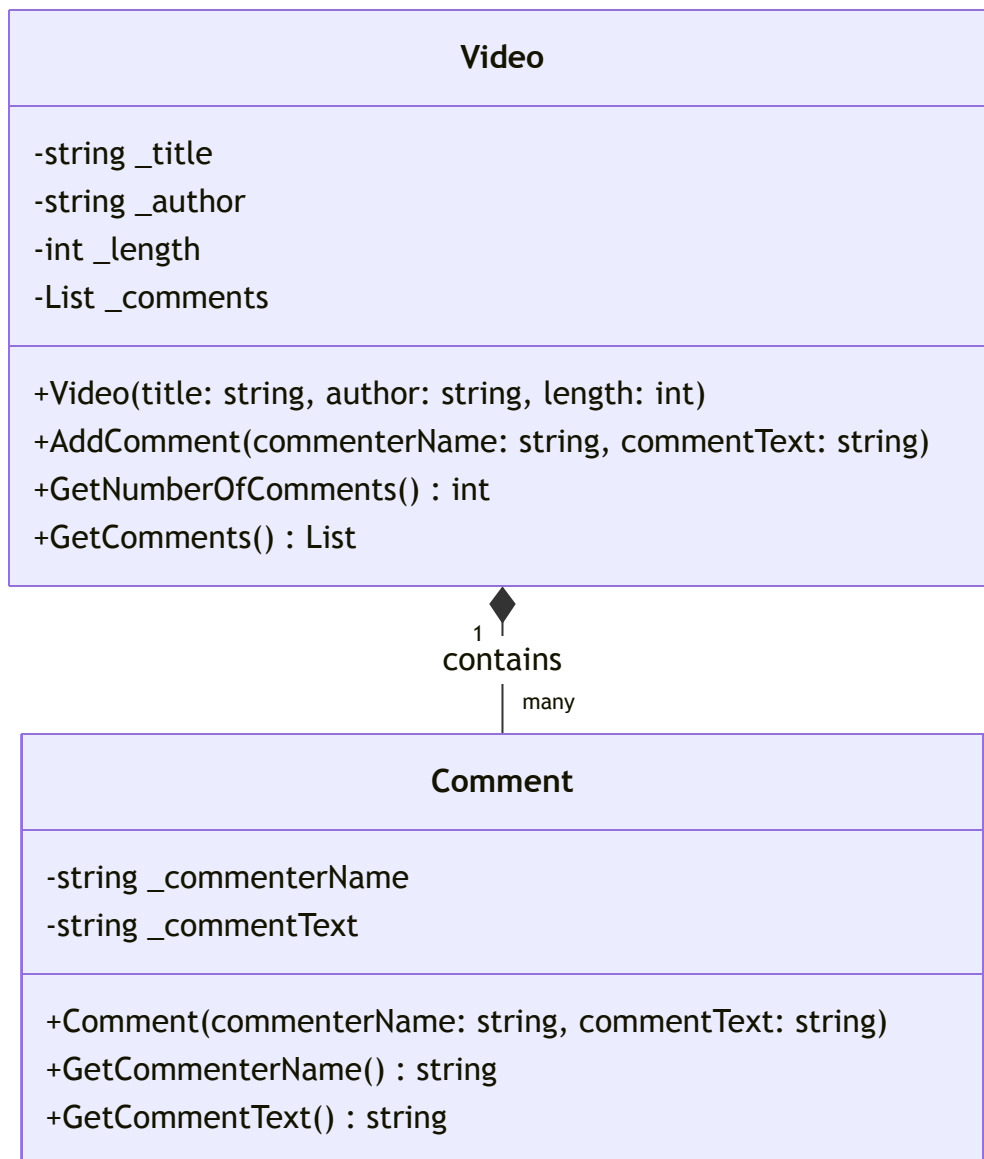 Video
-string _title
-string _author
-int _length
-List _comments
+Video(title: string, author: string, length: int)
+AddComment(commenterName: string, commentText: string)
+GetNumberOfComments() : int
+GetComments() : List
1
contains
many
Comment
-string _commenterName
-string _commentText
+Comment(commenterName: string, commentText: string)
+GetCommenterName() : string
+GetCommentText() : string